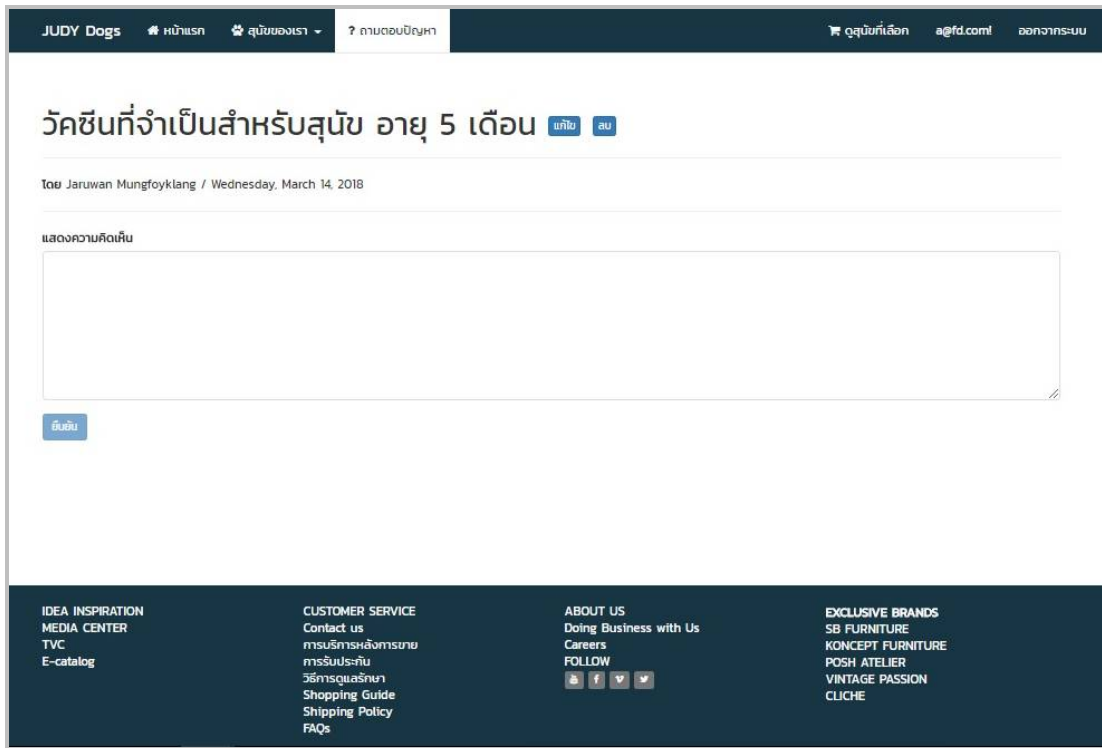 JUDY Dogs หน้าแรก สุนัขของเรา ? ถามตอบปัญหา ดูสุนัขที่เลือก a@fd.com! ออกจากระบบ
วัคซีนที่จำเป็นสำหรับสุนัข อายุ 5 เดือน แก้ไข ลบ
โดย Jaruwan Mungfoyklang / Wednesday, March 14, 2018
แสดงความคิดเห็น
ยืนยัน
IDEA INSPIRATION
MEDIA CENTER
TVC
E-catalog
CUSTOMER SERVICE
Contact us
การบริการหลังการขาย
การรับประกัน
วิธีการดูแลรักษา
Shopping Guide
Shipping Policy
FAQs
ABOUT US
Doing Business with Us
Careers
FOLLOW
EXCLUSIVE BRANDS
SB FURNITURE
KONCEPT FURNITURE
POSH ATELIER
VINTAGE PASSION
CLICHE